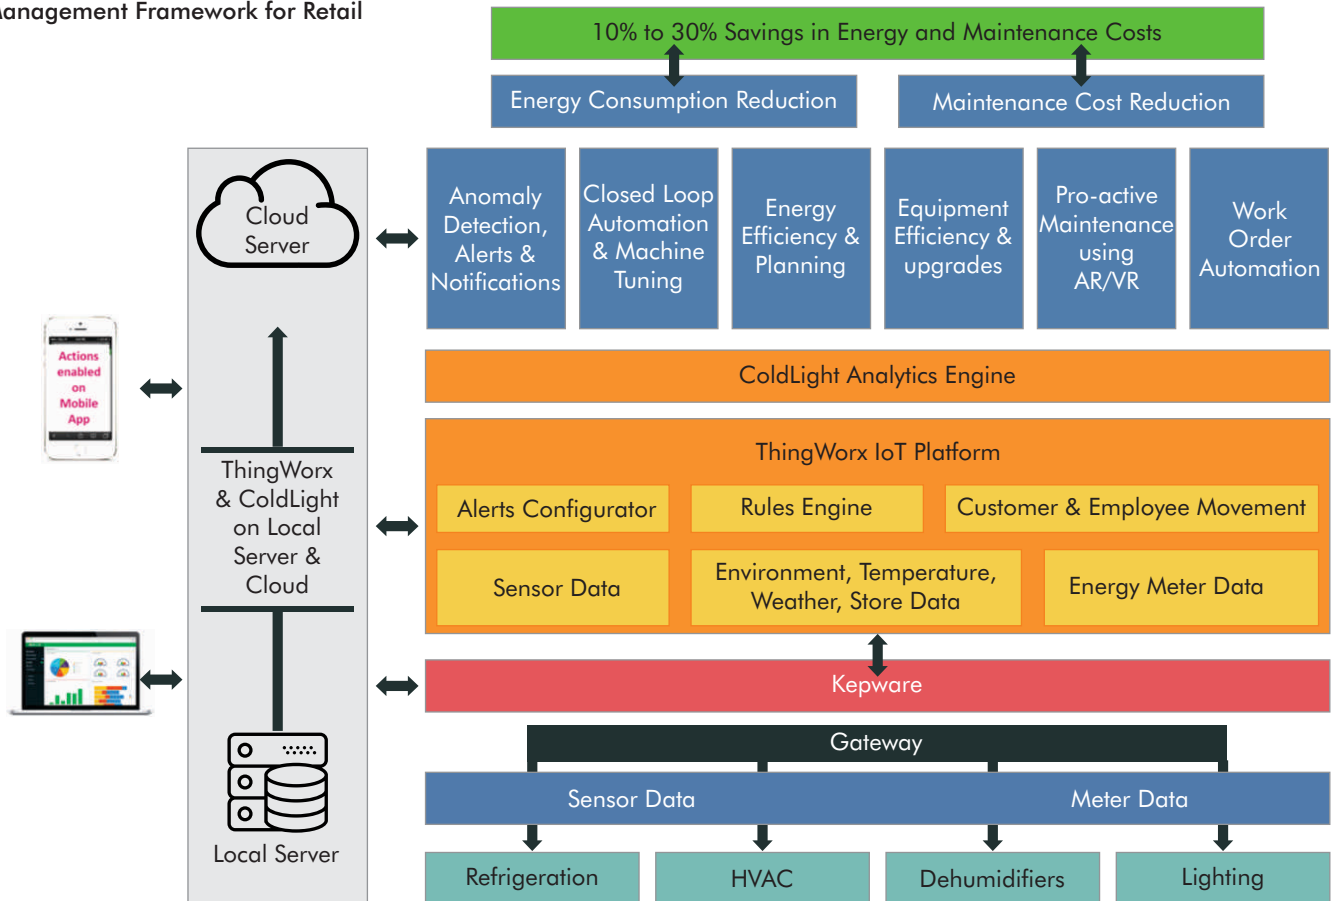 Management Framework for Retail
10% to 30% Savings in Energy and Maintenance Costs
Energy Consumption Reduction
Maintenance Cost Reduction
Cloud
Server
Anomaly
Detection,
Alerts &
Notifications
Closed Loop
Automation
& Machine
Tuning
Energy
Efficiency &
Planning
Equipment
Efficiency &
upgrades
Pro-active
Maintenance
using
AR/VR
Work
Order
Automation
Actions
enabled
on
Mobile
App
ColdLight Analytics Engine
ThingWorx
& ColdLight
on Local
Server &
Cloud
ThingWorx IoT Platform
Alerts Configurator
Rules Engine
Customer & Employee Movement
Sensor Data
Environment, Temperature,
Weather, Store Data
Energy Meter Data
Kepware
Gateway
Sensor Data
Meter Data
Local Server
Refrigeration
HVAC
Dehumidifiers
Lighting